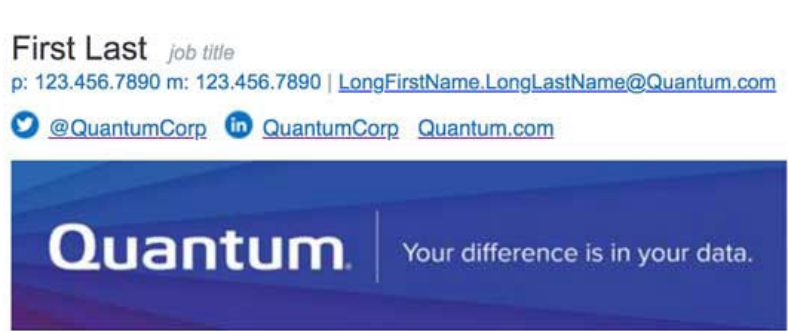 First Last job title
p: 123.456.7890 m: 123.456.7890 | LongFirstName.LongLastName@Quantum.com
@QuantumCorp in QuantumCorp Quantum.com
Quantum. Your difference is in your data.